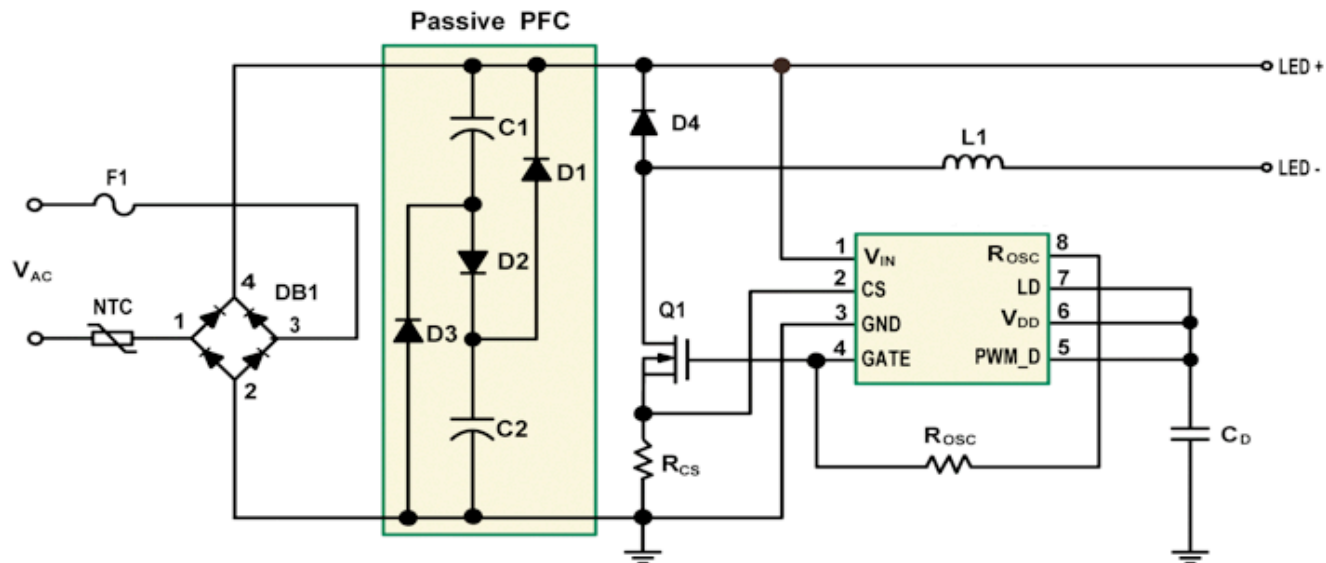 Passive PFC
LED +
C1
D4
L1
D1
LED -
F1
VAC
D2
4
DB1
NTC
1
3
D3
2
C2
Q1
1 VIN ROSC 8
2 CS LD 7
3 GND VDD 6
4 GATE PWM_D 5
RCS
ROSC
CD